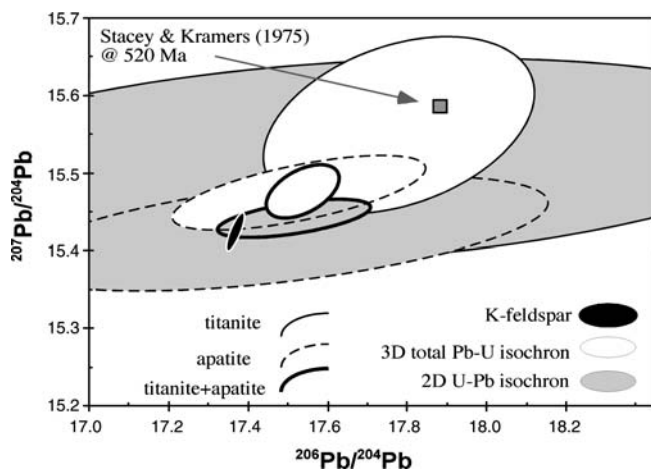 15.7
15.6
15.5
15.4
15.3
15.2
²⁰⁷Pb/²⁰⁴Pb
Stacey & Kramers (1975)
@ 520 Ma
titanite
apatite
titanite+apatite
K-feldspar
3D total Pb-U isochron
2D U-Pb isochron
17.0 17.2 17.4 17.6 17.8 18.0 18.2
²⁰⁶Pb/²⁰⁴Pb